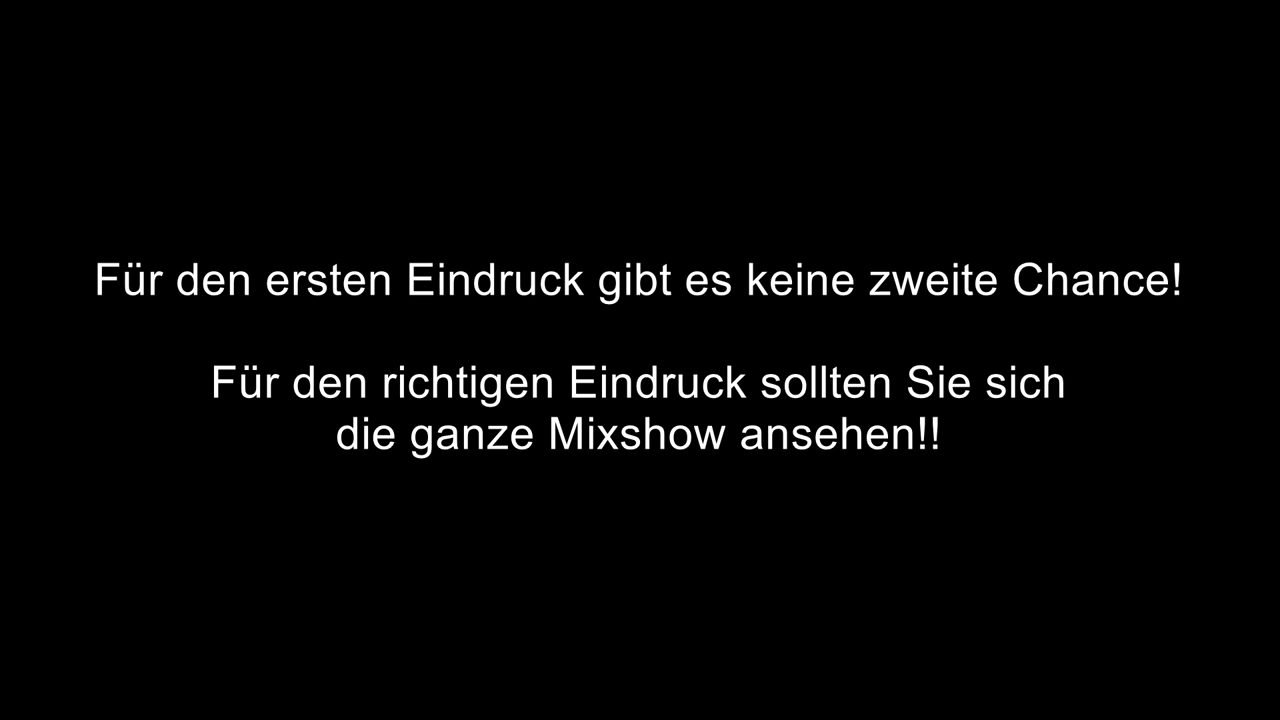 Für den ersten Eindruck gibt es keine zweite Chance!
Für den richtigen Eindruck sollten Sie sich
die ganze Mixshow ansehen!!